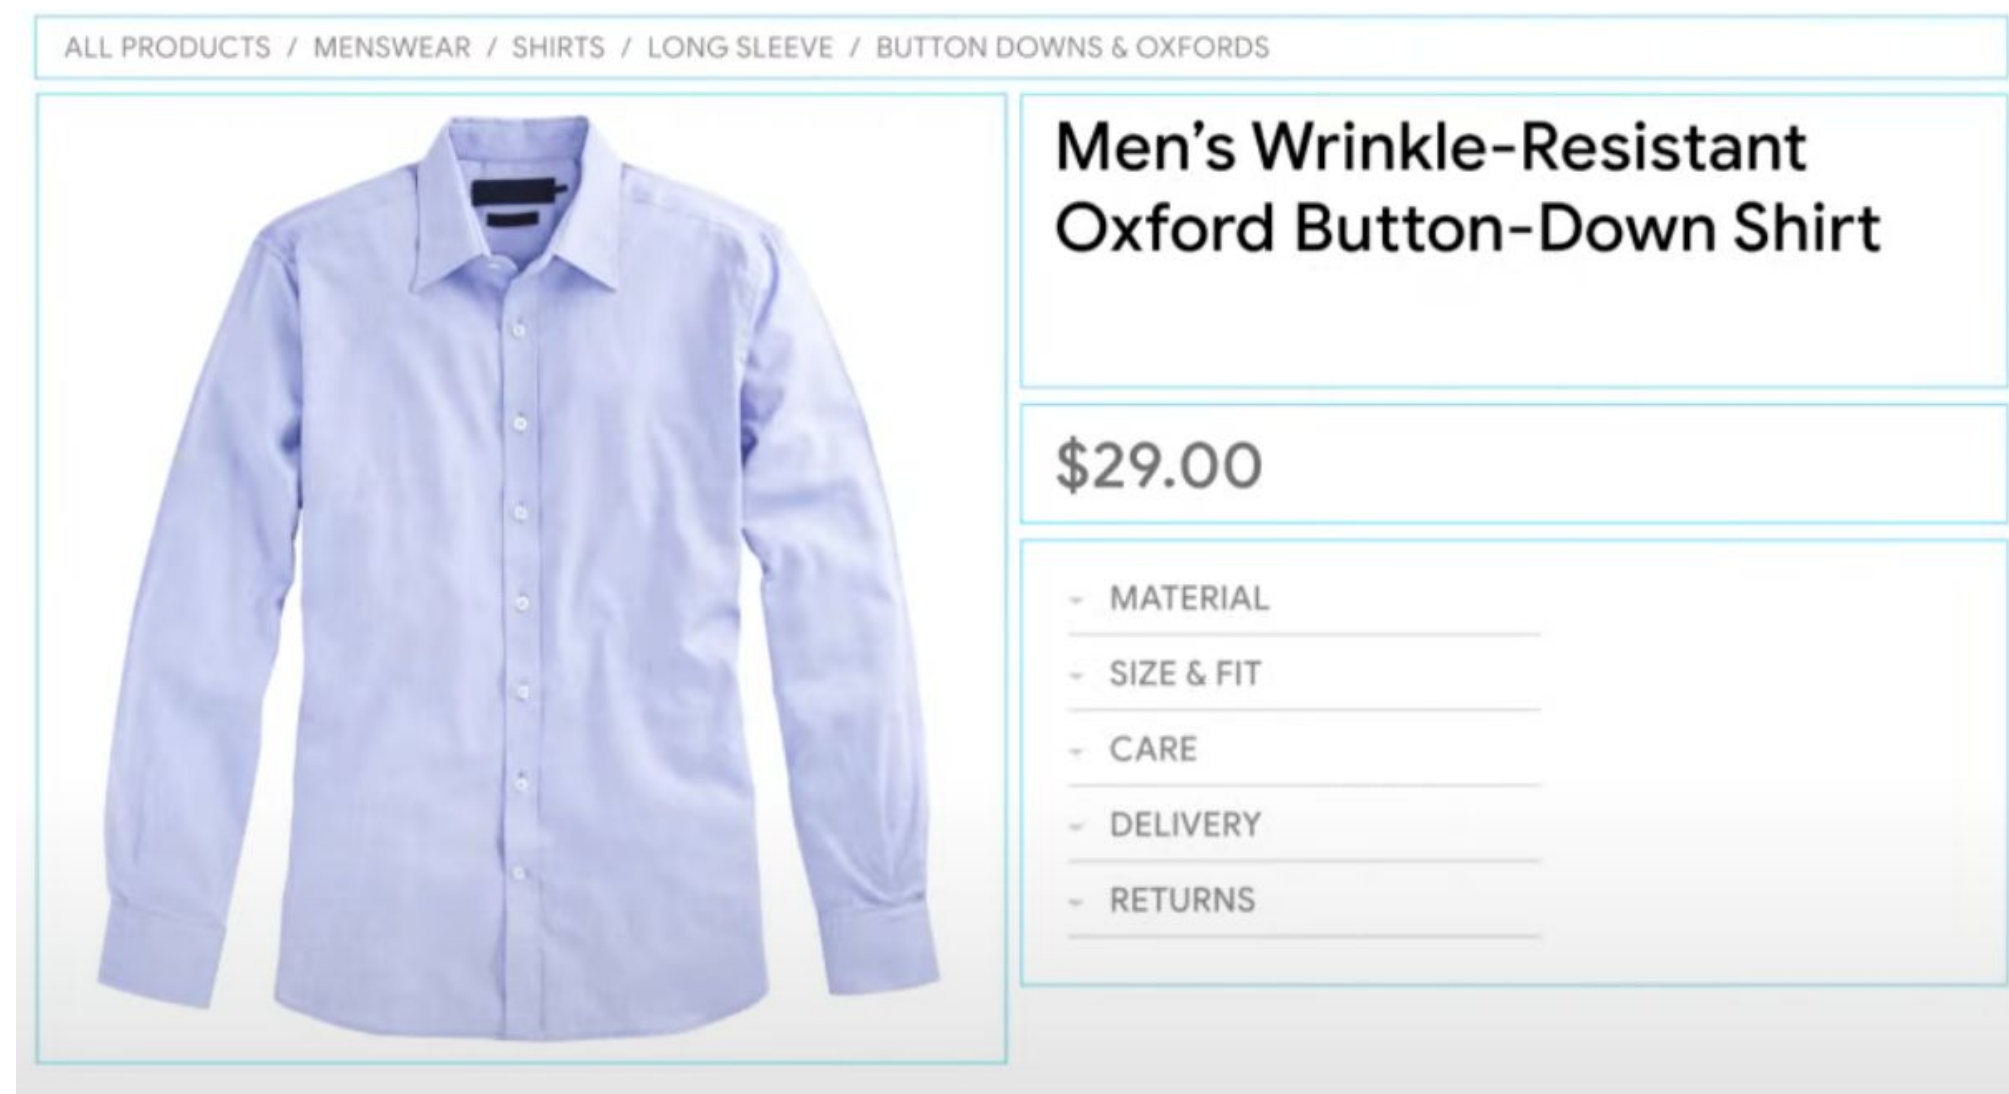 ALL PRODUCTS / MENSWEAR / SHIRTS / LONG SLEEVE / BUTTON DOWNS & OXFORDS
Men’s Wrinkle-Resistant
Oxford Button-Down Shirt
$29.00
MATERIAL
SIZE & FIT
CARE
DELIVERY
RETURNS